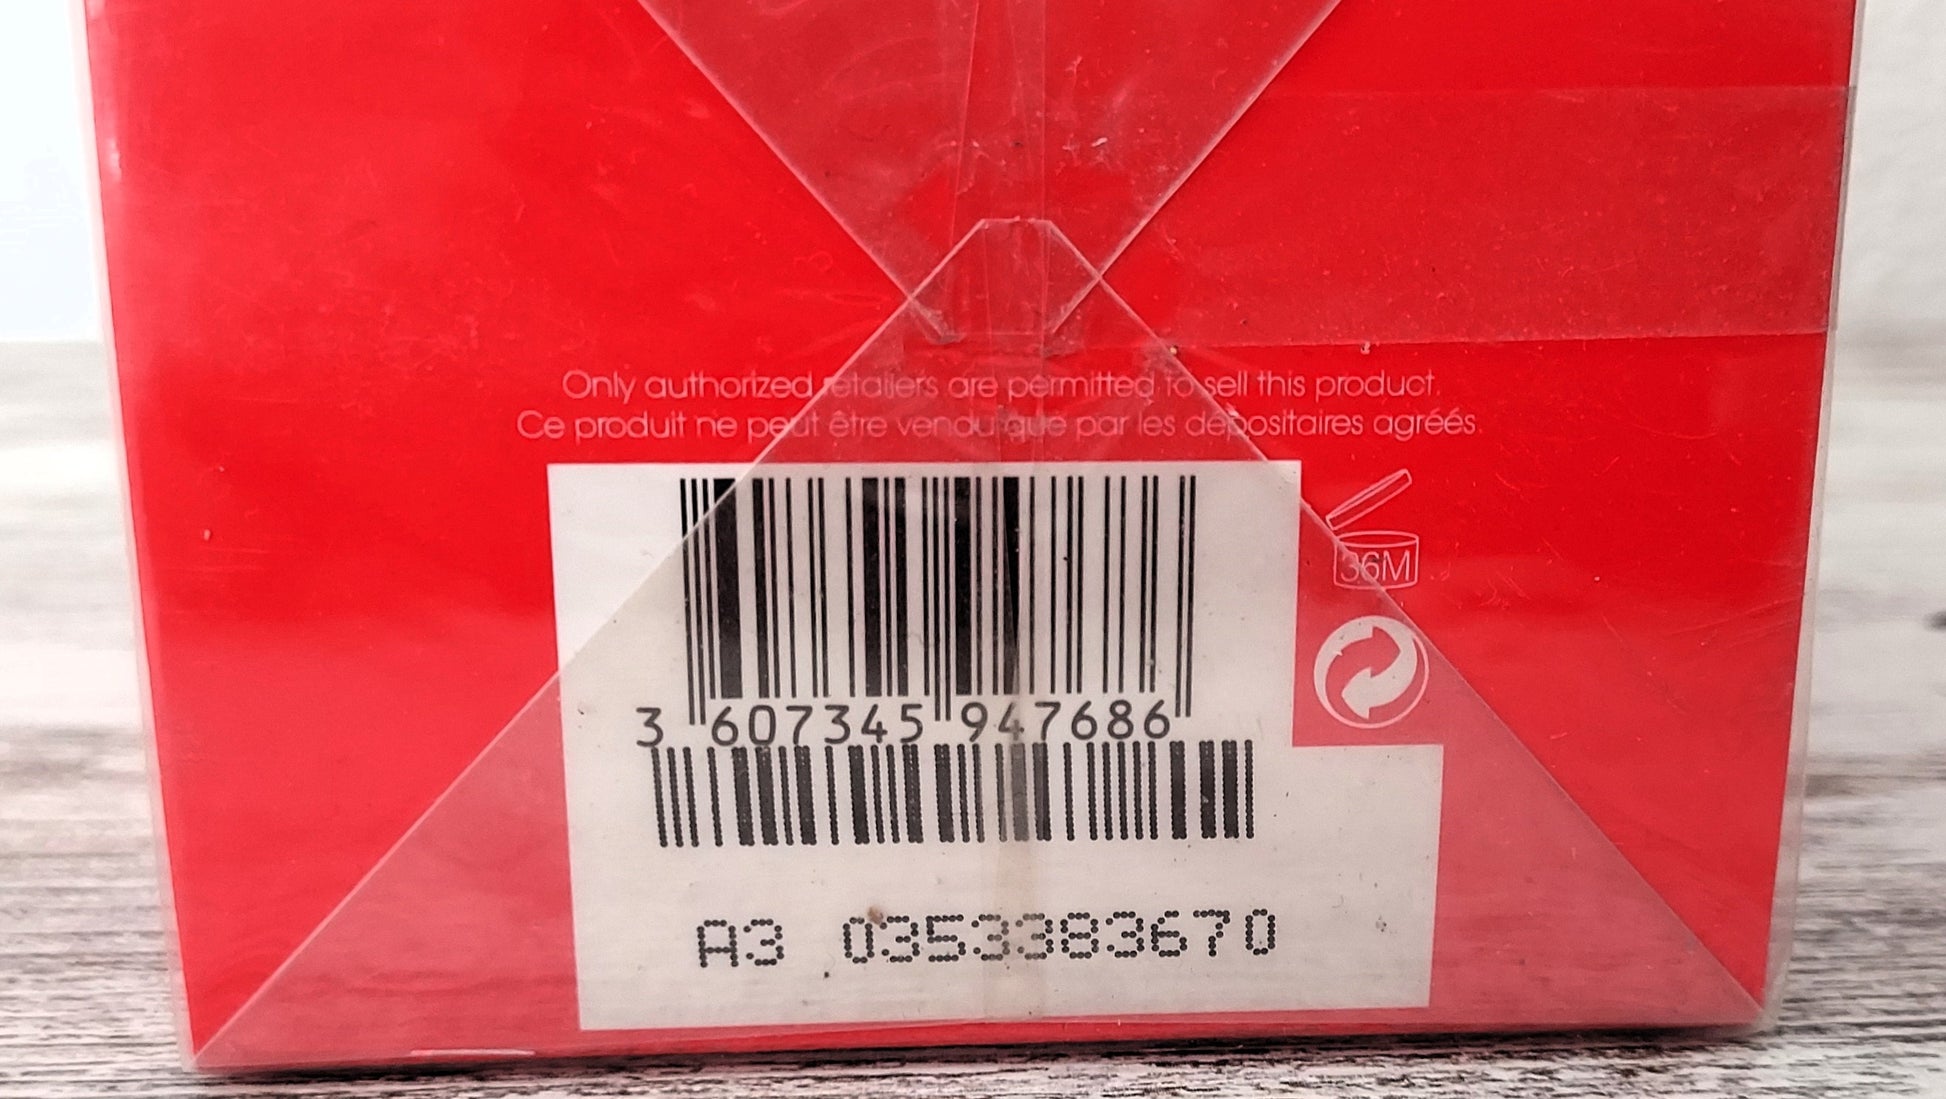 Only authorized retailers are permitted to sell this product.
Ce produit ne peut être vendu que par les dépositaires agréés.
36M
3 607345 947686
A3 0353383670